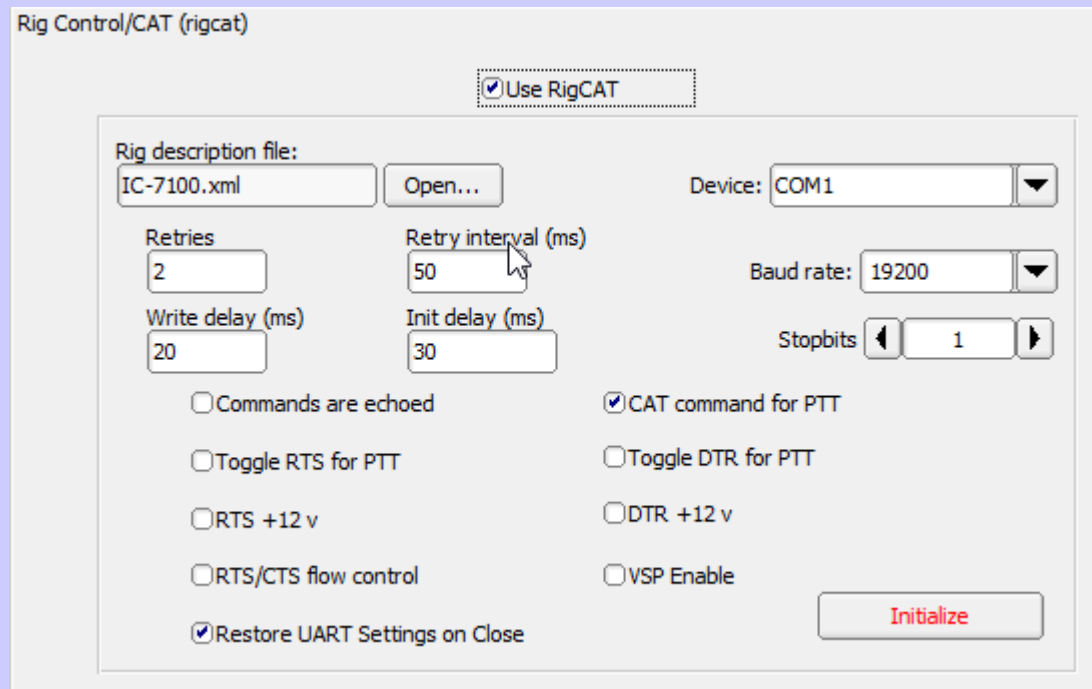 Rig Control/CAT (rigcat)
Use RigCAT
Rig description file:
IC-7100.xml
Open...
Device: COM1
Retries
2
Retry interval (ms)
50
Baud rate: 19200
Write delay (ms)
20
Init delay (ms)
30
Stopbits 1
Commands are echoed
CAT command for PTT
Toggle RTS for PTT
Toggle DTR for PTT
RTS +12 v
DTR +12 v
RTS/CTS flow control
VSP Enable
Initialize
Restore UART Settings on Close